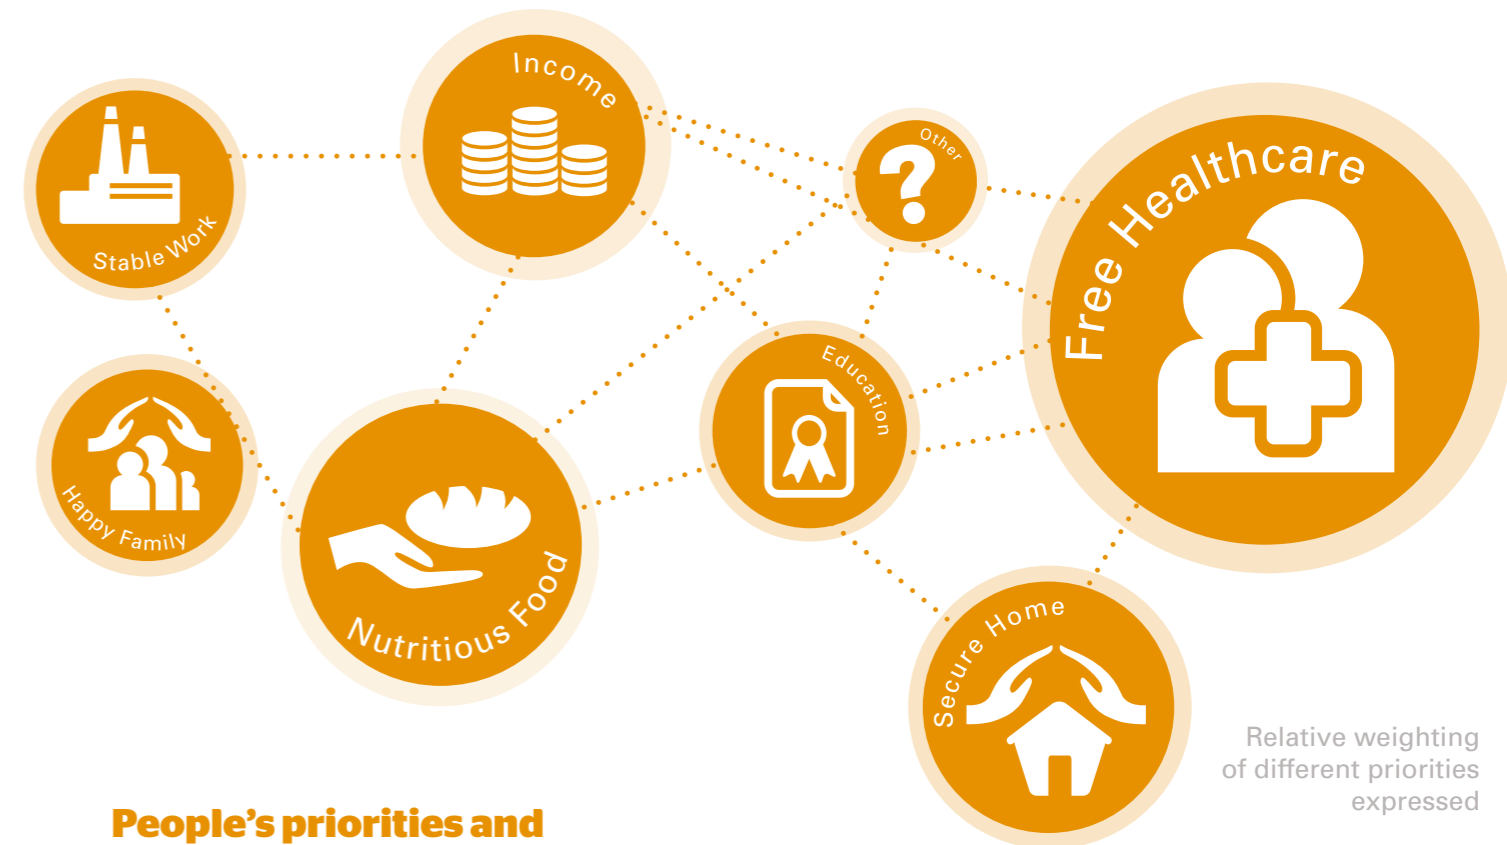 Income
Other
Free Healthcare
Stable Work
Education
Happy Family
Nutritious Food
Secure Home
Relative weighting
of different priorities
expressed
People’s priorities and